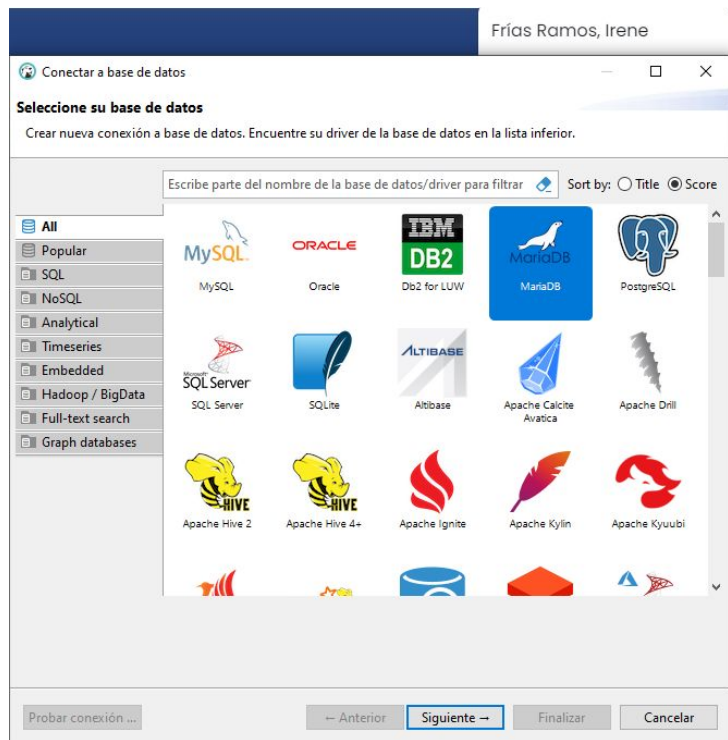 Frías Ramos, Irene
Conectar a base de datos
Seleccione su base de datos
Crear nueva conexión a base de datos. Encuentre su driver de la base de datos en la lista inferior.
Escribe parte del nombre de la base de datos/driver para filtrar Sort by: Title Score
All
Popular
SQL
NoSQL
Analytical
Timeseries
Embedded
Hadoop / BigData
Full-text search
Graph databases
MySQL ORACLE IBM DB2 MariaDB
MySQL Oracle Db2 for LUW MariaDB PostgreSQL
Microsoft SQL Server ALTIBASE
SQL Server SQLite Altibase Apache Calcite Avatica Apache Drill
HIVE HIVE
Apache Hive 2 Apache Hive 4+ Apache Ignite Apache Kylin Apache Kyuubi
Probar conexión ... ← Anterior Siguiente → Finalizar Cancelar